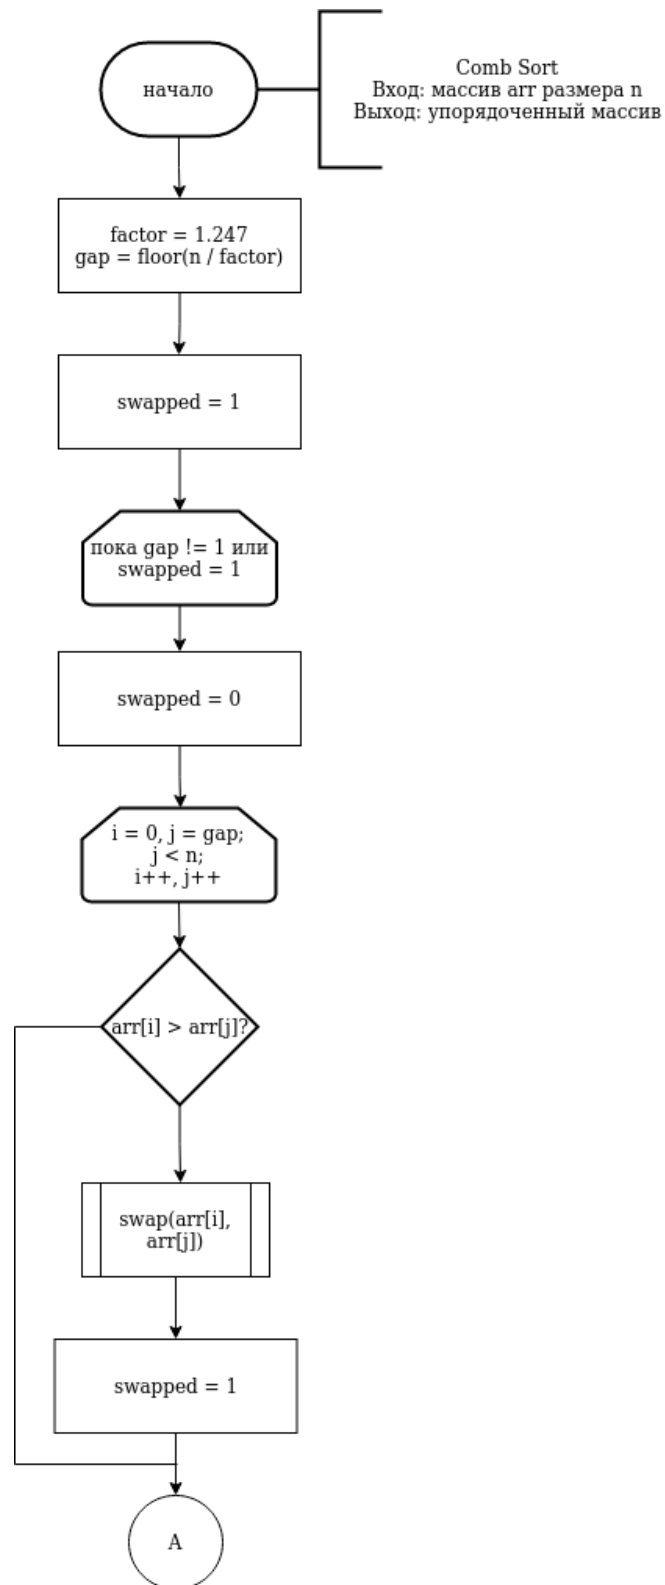 начало
Comb Sort
Вход: массив arr размера n
Выход: упорядоченный массив
factor = 1.247
gap = floor(n / factor)
swapped = 1
пока gap != 1 или
swapped = 1
swapped = 0
i = 0, j = gap;
j < n;
i++, j++
arr[i] > arr[j]?
swap(arr[i],
arr[j])
swapped = 1
A